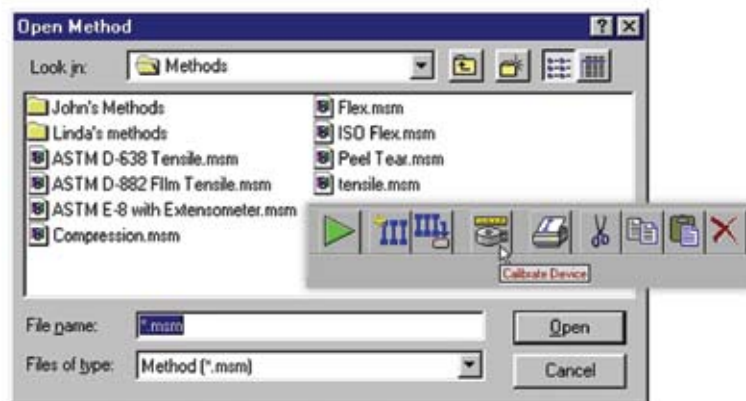 Open Method
Look in: Methods
John's Methods
Linda's methods
ASTM D-638 Tensile.msm
ASTM D-882 FIlm Tensile.msm
ASTM E-8 with Extensometer.msm
Compression.msm
Flex.msm
ISO Flex.msm
Peel Tear.msm
tensile.msm
Calibrate Device
File name: *.msm
Open
Files of type: Method (*.msm)
Cancel